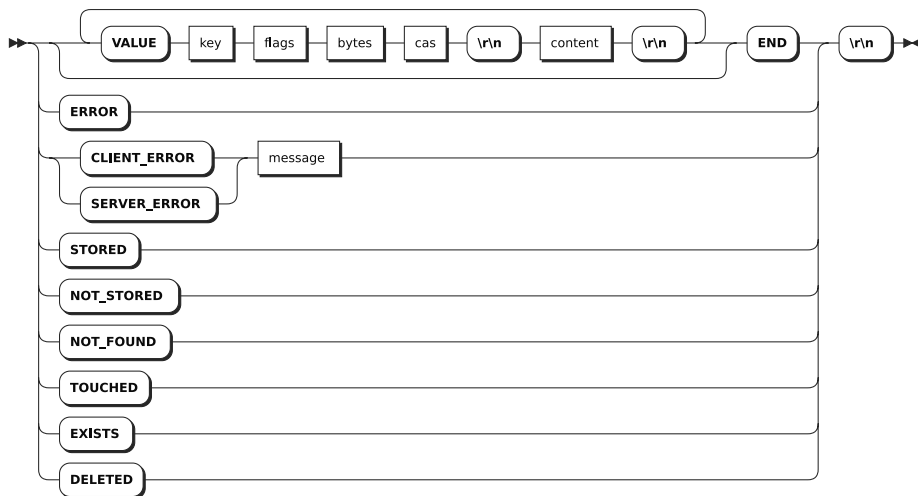 VALUE key flags bytes cas \r\n content \r\n END \r\n
ERROR
CLIENT_ERROR message
SERVER_ERROR
STORED
NOT_STORED
NOT_FOUND
TOUCHED
EXISTS
DELETED